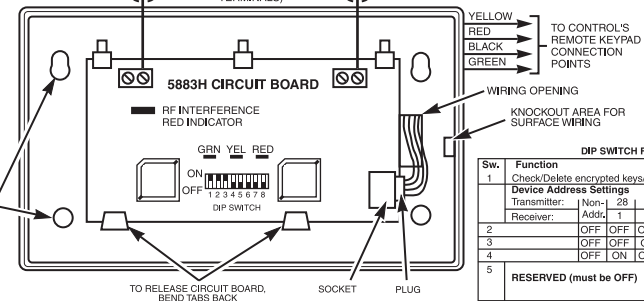 TERMINALS)
YELLOW
RED
BLACK
GREEN
TO CONTROL'S
REMOTE KEYPAD
CONNECTION
POINTS
5883H CIRCUIT BOARD
RF INTERFERENCE
RED INDICATOR
WIRING OPENING
KNOCKOUT AREA FOR
SURFACE WIRING
GRN YEL RED
ON
OFF
1 2 3 4 5 6 7 8
DIP SWITCH
TO RELEASE CIRCUIT BOARD,
BEND TABS BACK
SOCKET
PLUG
DIP SWITCH
Sw. Function
1 Check/Delete encrypted keys/
Device Address Settings
Transmitter: Non- 28
Receiver: Addr. 1
2 OFF OFF
3 OFF OFF
4 OFF ON
5 RESERVED (must be OFF)